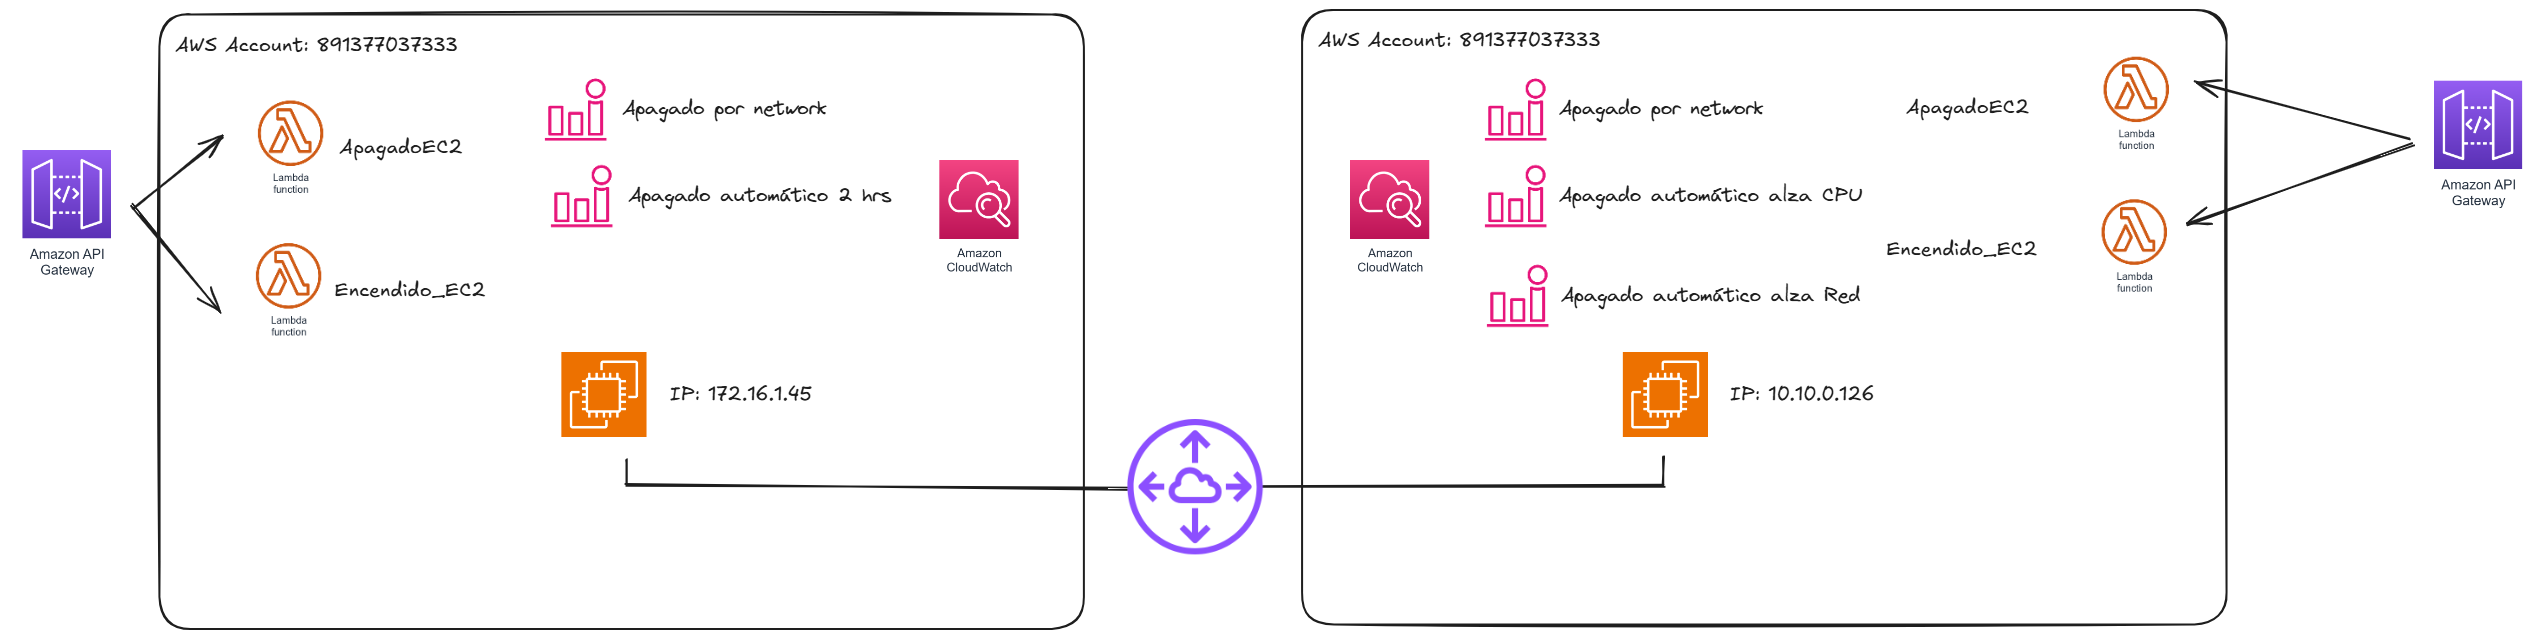 AWS Account: 891377037333
Apagado por network
ApagadoEC2
Lambda
function
Apagado automático 2 hrs
Amazon API
Gateway
Amazon
CloudWatch
Encendido_EC2
Lambda
function
IP: 172.16.1.45
AWS Account: 891377037333
Apagado por network
ApagadoEC2
Lambda
function
Apagado automático alza CPU
Amazon API
Gateway
Amazon
CloudWatch
Encendido_EC2
Lambda
function
Apagado automático alza Red
IP: 10.10.0.126